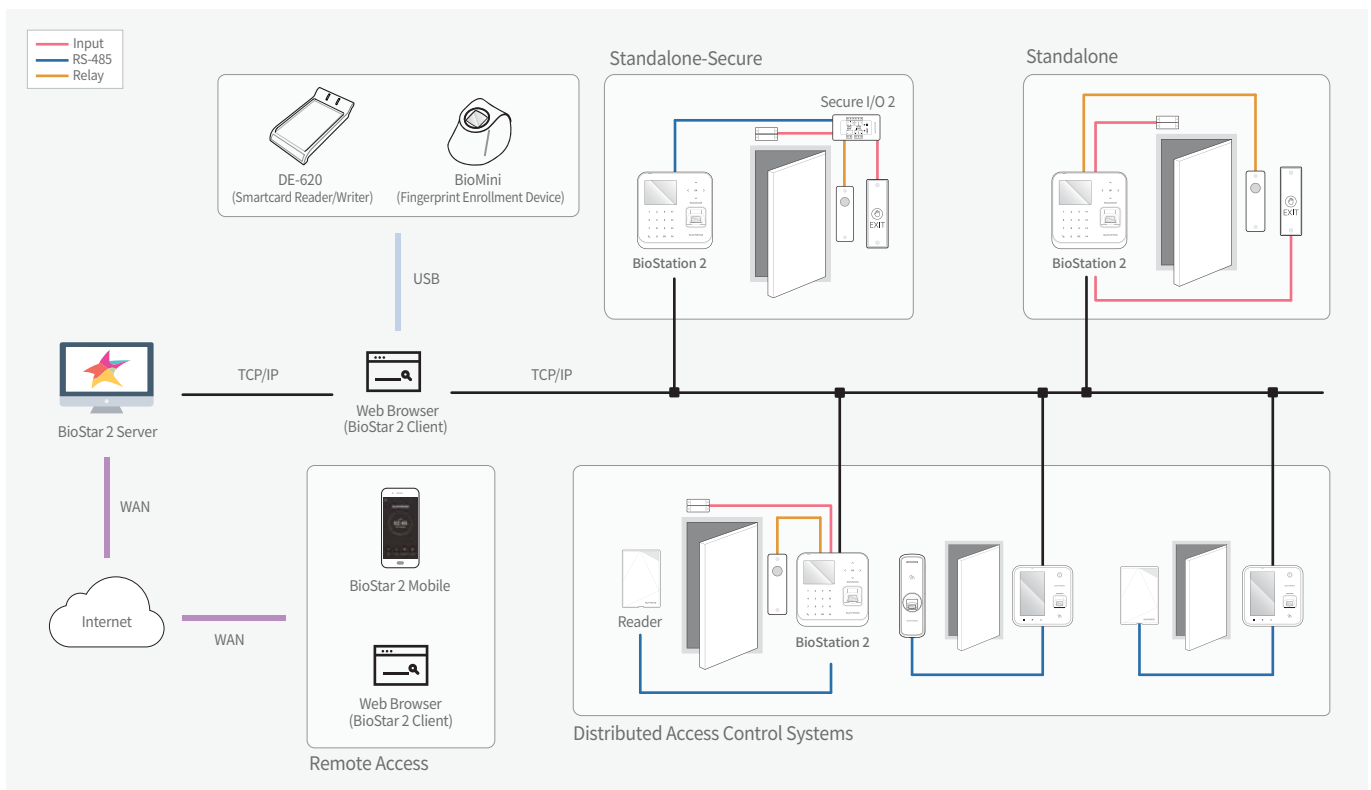 Input
RS-485
Relay
Standalone-Secure
Standalone
Secure I/O 2
DE-620
(Smartcard Reader/Writer)
BioMini
(Fingerprint Enrollment Device)
EXIT
BioStation 2
EXIT
BioStation 2
USB
TCP/IP
TCP/IP
BioStar 2 Server
Web Browser
(BioStar 2 Client)
WAN
BioStar 2 Mobile
Internet
WAN
Reader
BioStation 2
Web Browser
(BioStar 2 Client)
Distributed Access Control Systems
Remote Access